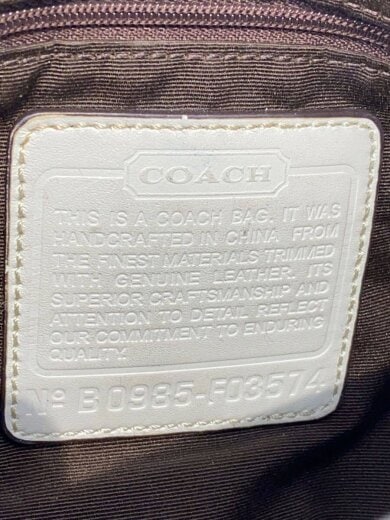 COACH
THIS IS A COACH BAG. IT WAS
HANDCRAFTED IN CHINA FROM
THE FINEST MATERIALS TRIMMED
WITH GENUINE LEATHER. ITS
SUPERIOR CRAFTSMANSHIP AND
ATTENTION TO DETAIL REFLECT
OUR COMMITMENT TO ENDURING
QUALITY.
Nº B0985-F03574